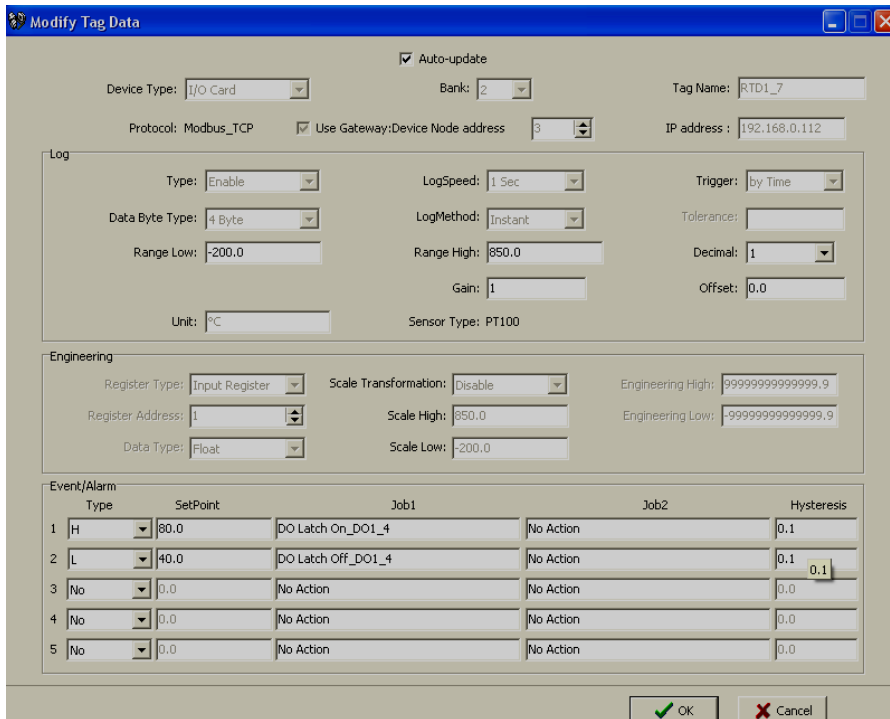 Modify Tag Data
Auto-update
Device Type: I/O Card Bank: 2 Tag Name: RTD1_7
Protocol: Modbus_TCP Use Gateway:Device Node address 3 IP address : 192.168.0.112
Log
Type: Enable LogSpeed: 1 Sec Trigger: by Time
Data Byte Type: 4 Byte LogMethod: Instant Tolerance:
Range Low: -200.0 Range High: 850.0 Decimal: 1
Gain: 1 Offset: 0.0
Unit: °C Sensor Type: PT100
Engineering
Register Type: Input Register Scale Transformation: Disable Engineering High: 99999999999999.9
Register Address: 1 Scale High: 850.0 Engineering Low: -99999999999999.9
Data Type: Float Scale Low: -200.0
Event/Alarm
Type SetPoint Job1 Job2 Hysteresis
1 H 80.0 DO Latch On_DO1_4 No Action 0.1
2 L 40.0 DO Latch Off_DO1_4 No Action 0.1
0.1
3 No 0.0 No Action No Action 0.0
4 No 0.0 No Action No Action 0.0
5 No 0.0 No Action No Action 0.0
OK Cancel